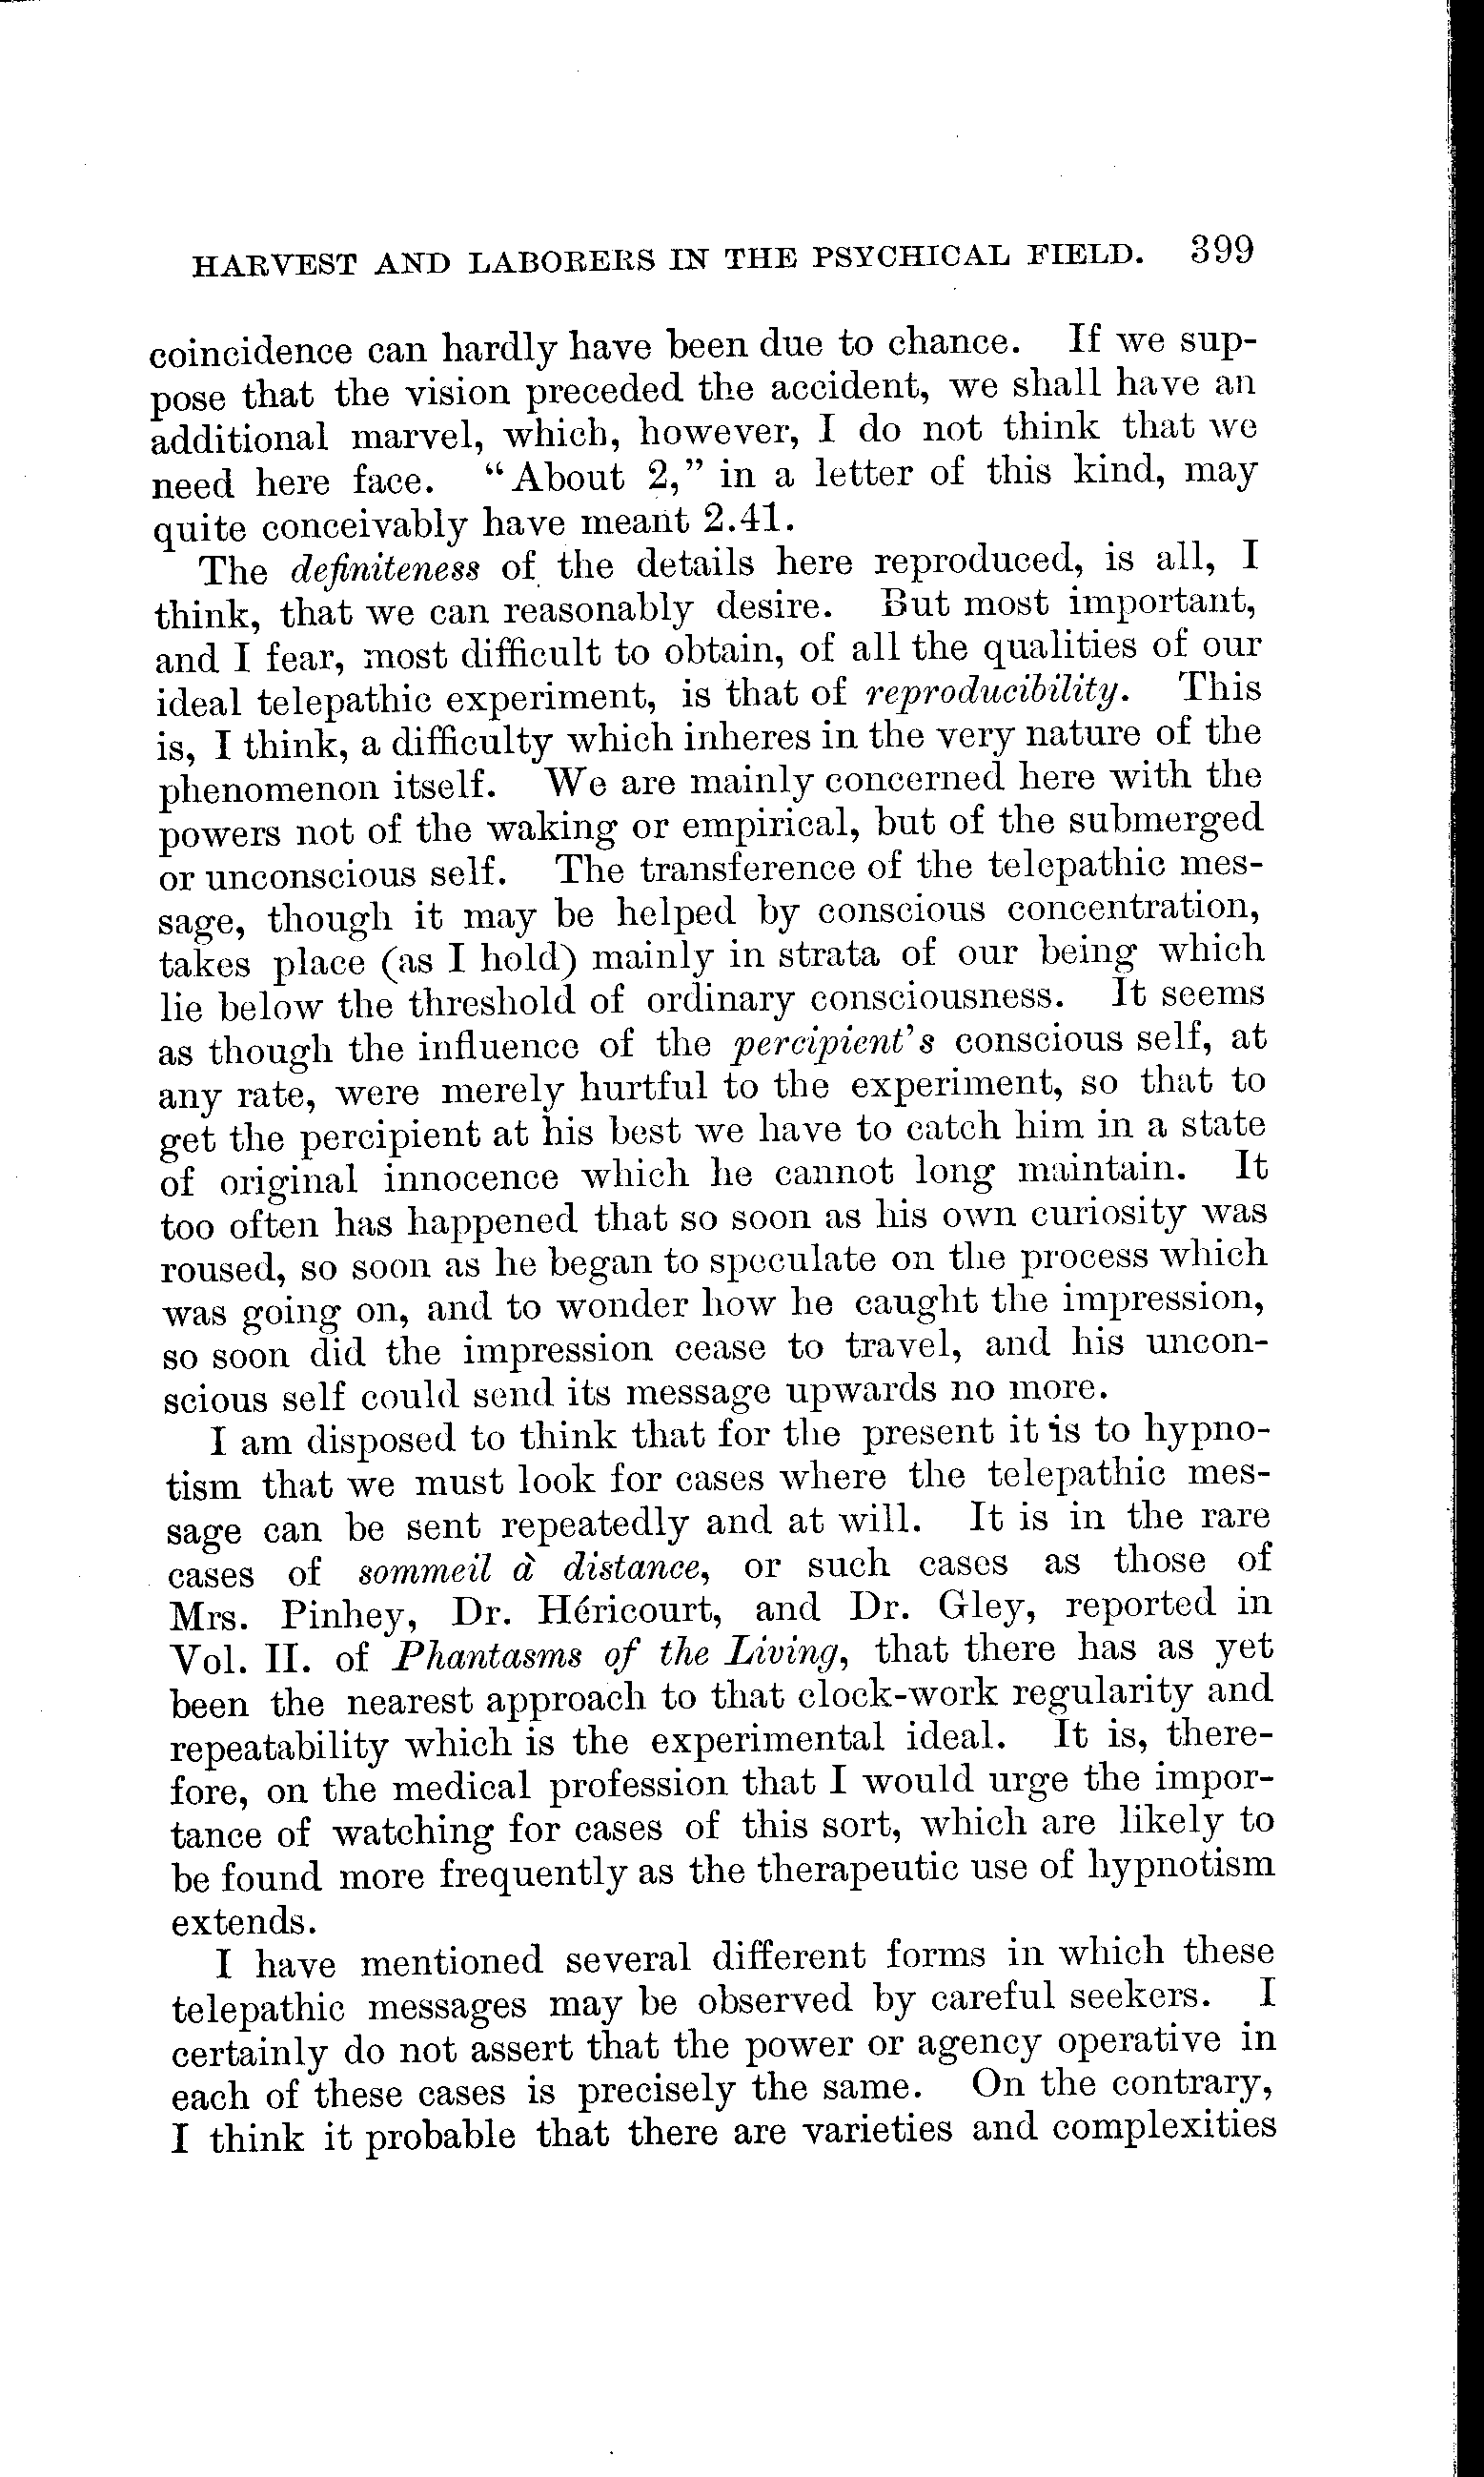 HARVEST AND LABORERS IN THE PSYCHICAL FIELD. 399
coincidence can hardly have been due to chance. If we sup-
pose that the vision preceded the accident, we shall have an
additional marvel, which, however, I do not think that we
need here face. “About 2,” in a letter of this kind, may
quite conceivably have meant 2.41.
The definiteness of the details here reproduced, is all, I
think, that we can reasonably desire. But most important,
and I fear, most difficult to obtain, of all the qualities of our
ideal telepathic experiment, is that of reproducibility. This
is, I think, a difficulty which inheres in the very nature of the
phenomenon itself. We are mainly concerned here with the
powers not of the waking or empirical, but of the submerged
or unconscious self. The transference of the telepathic mes-
sage, though it may be helped by conscious concentration,
takes place (as I hold) mainly in strata of our being which
lie below the threshold of ordinary consciousness. It seems
as though the influence of the percipient's conscious self, at
any rate, were merely hurtful to the experiment, so that to
get the percipient at his best we have to catch him in a state
of original innocence which he cannot long maintain. It
too often has happened that so soon as his own curiosity was
roused, so soon as he began to speculate on the process which
was going on, and to wonder how he caught the impression,
so soon did the impression cease to travel, and his uncon-
scious self could send its message upwards no more.
I am disposed to think that for the present it is to hypno-
tism that we must look for cases where the telepathic mes-
sage can be sent repeatedly and at will. It is in the rare
cases of sommeil à distance, or such cases as those of
Mrs. Pinhey, Dr. Héricourt, and Dr. Gley, reported in
Vol. II. of Phantasms of the Living, that there has as yet
been the nearest approach to that clock-work regularity and
repeatability which is the experimental ideal. It is, there-
fore, on the medical profession that I would urge the impor-
tance of watching for cases of this sort, which are likely to
be found more frequently as the therapeutic use of hypnotism
extends.
I have mentioned several different forms in which these
telepathic messages may be observed by careful seekers. I
certainly do not assert that the power or agency operative in
each of these cases is precisely the same. On the contrary,
I think it probable that there are varieties and complexities